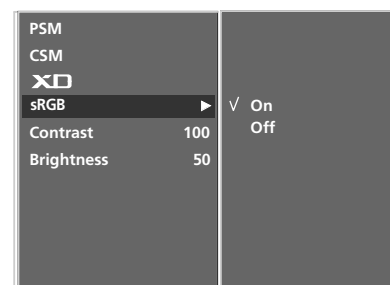 PSM
CSM
XD
sRGB ▶ √ On
Off
Contrast 100
Brightness 50